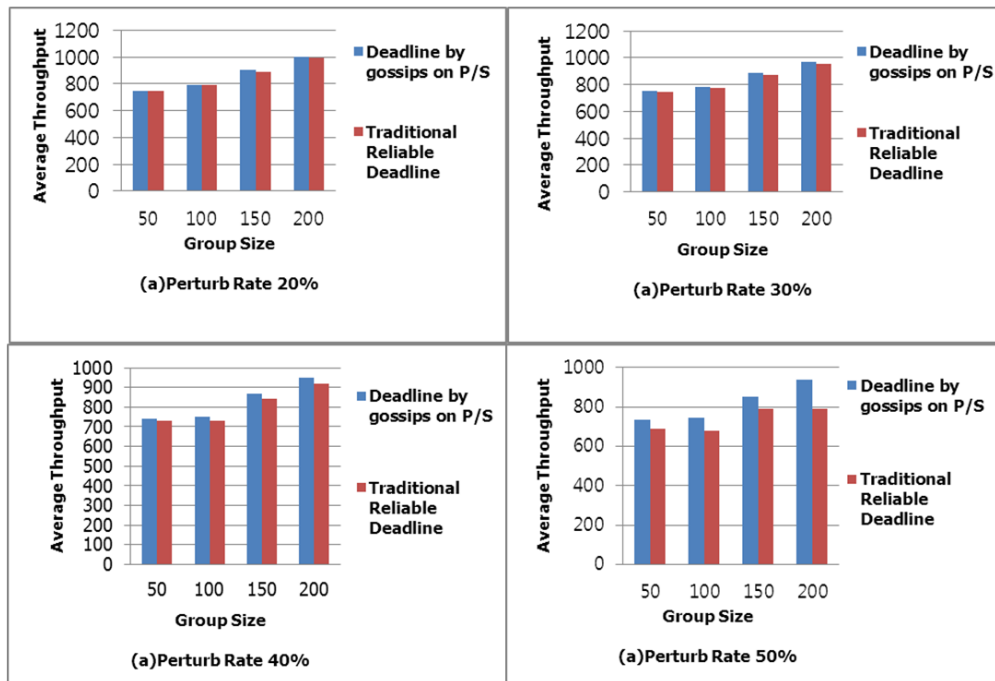 1200
1000
800
600
400
200
0
Average Throughput
50 100 150 200
Group Size
Deadline by
gossips on P/S
Traditional
Reliable
Deadline
(a)Perturb Rate 20%
1200
1000
800
600
400
200
0
Average Throughput
50 100 150 200
Group Size
Deadline by
gossips on P/S
Traditional
Reliable
Deadline
(a)Perturb Rate 30%
1000
900
800
700
600
500
400
300
200
100
0
Average Throughput
50 100 150 200
Group Size
Deadline by
gossips on P/S
Traditional
Reliable
Deadline
(a)Perturb Rate 40%
1000
800
600
400
200
0
Average Throughput
50 100 150 200
Group Size
Deadline by
gossips on P/S
Traditional
Reliable
Deadline
(a)Perturb Rate 50%